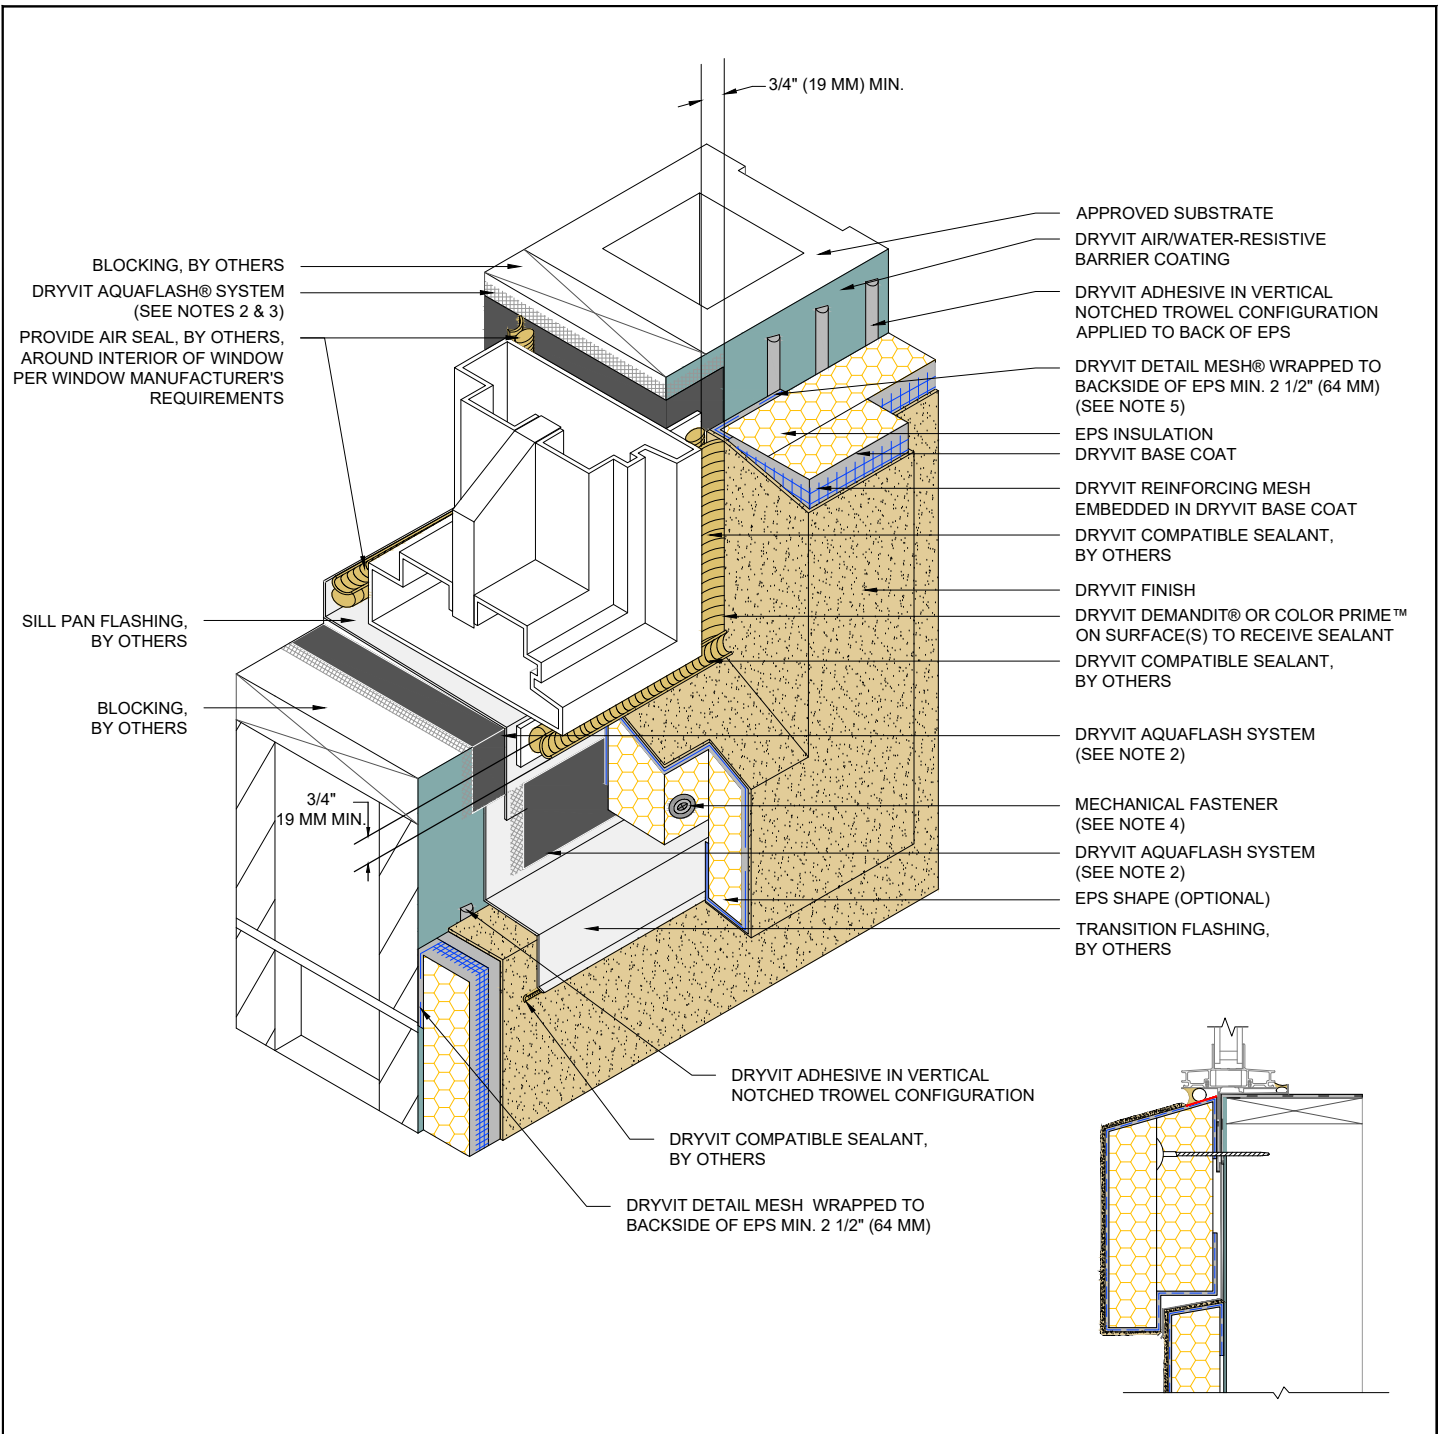 3/4" (19 MM) MIN.
BLOCKING, BY OTHERS
DRYVIT AQUAFLASH® SYSTEM
(SEE NOTES 2 & 3)
PROVIDE AIR SEAL, BY OTHERS,
AROUND INTERIOR OF WINDOW
PER WINDOW MANUFACTURER'S
REQUIREMENTS
SILL PAN FLASHING,
BY OTHERS
BLOCKING,
BY OTHERS
3/4"
19 MM MIN.
APPROVED SUBSTRATE
DRYVIT AIR/WATER-RESISTIVE
BARRIER COATING
DRYVIT ADHESIVE IN VERTICAL
NOTCHED TROWEL CONFIGURATION
APPLIED TO BACK OF EPS
DRYVIT DETAIL MESH® WRAPPED TO
BACKSIDE OF EPS MIN. 2 1/2" (64 MM)
(SEE NOTE 5)
EPS INSULATION
DRYVIT BASE COAT
DRYVIT REINFORCING MESH
EMBEDDED IN DRYVIT BASE COAT
DRYVIT COMPATIBLE SEALANT,
BY OTHERS
DRYVIT FINISH
DRYVIT DEMANDIT® OR COLOR PRIME™
ON SURFACE(S) TO RECEIVE SEALANT
DRYVIT COMPATIBLE SEALANT,
BY OTHERS
DRYVIT AQUAFLASH SYSTEM
(SEE NOTE 2)
MECHANICAL FASTENER
(SEE NOTE 4)
DRYVIT AQUAFLASH SYSTEM
(SEE NOTE 2)
EPS SHAPE (OPTIONAL)
TRANSITION FLASHING,
BY OTHERS
DRYVIT ADHESIVE IN VERTICAL
NOTCHED TROWEL CONFIGURATION
DRYVIT COMPATIBLE SEALANT,
BY OTHERS
DRYVIT DETAIL MESH WRAPPED TO
BACKSIDE OF EPS MIN. 2 1/2" (64 MM)